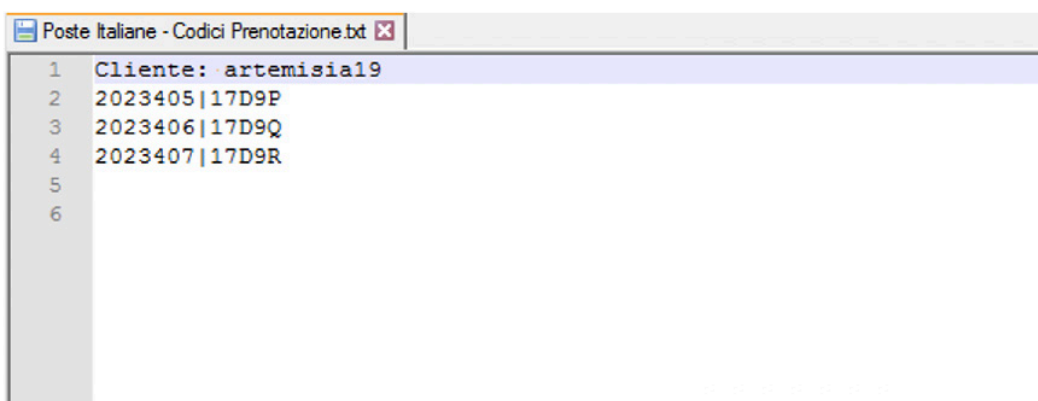 Poste Italiane - Codici Prenotazione.txt
1 Cliente: artemisia19
2 2023405|17D9P
3 2023406|17D9Q
4 2023407|17D9R
5
6